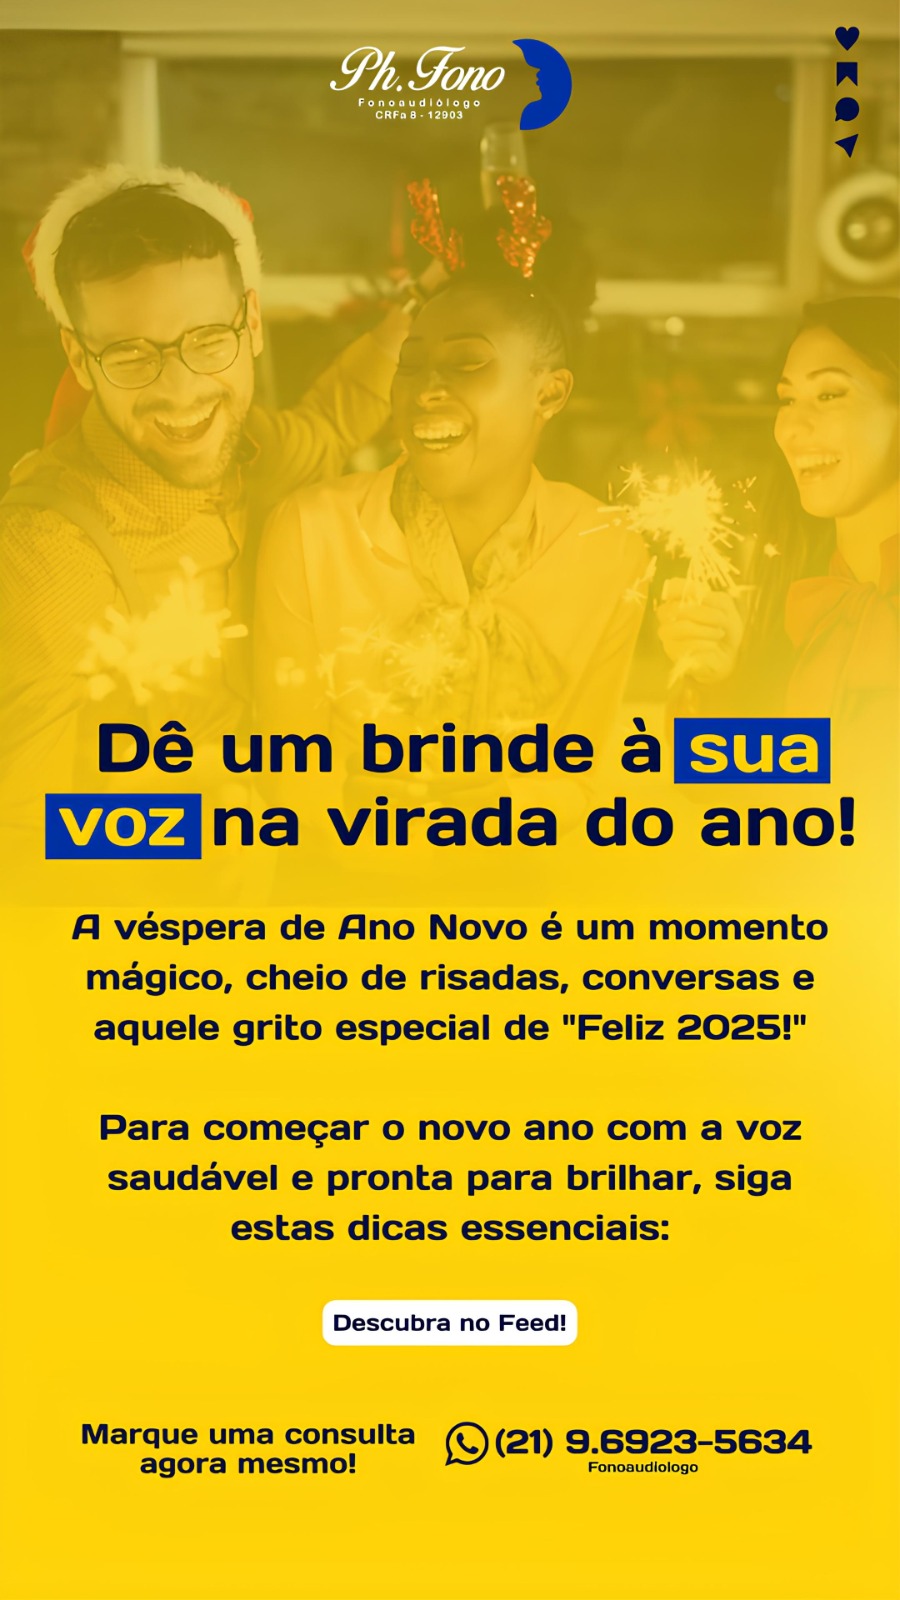 Ph.Fono
Fonoaudiólogo
CRFa 8 - 12903
Dê um brinde à sua
voz na virada do ano!
A véspera de Ano Novo é um momento
mágico, cheio de risadas, conversas e
aquele grito especial de "Feliz 2025!"
Para começar o novo ano com a voz
saudável e pronta para brilhar, siga
estas dicas essenciais:
Descubra no Feed!
Marque uma consulta
agora mesmo!
(21) 9.6923-5634
Fonoaudiologo